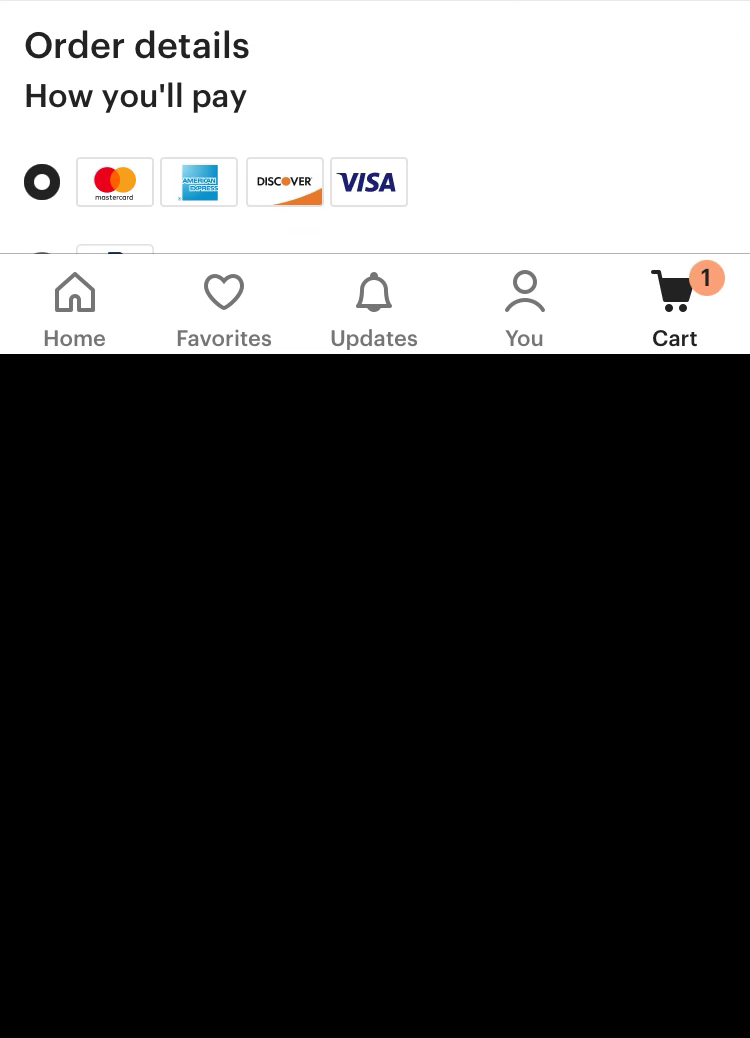 Order details
How you'll pay
mastercard AMERICAN EXPRESS DISCOVER VISA
1
Home Favorites Updates You Cart